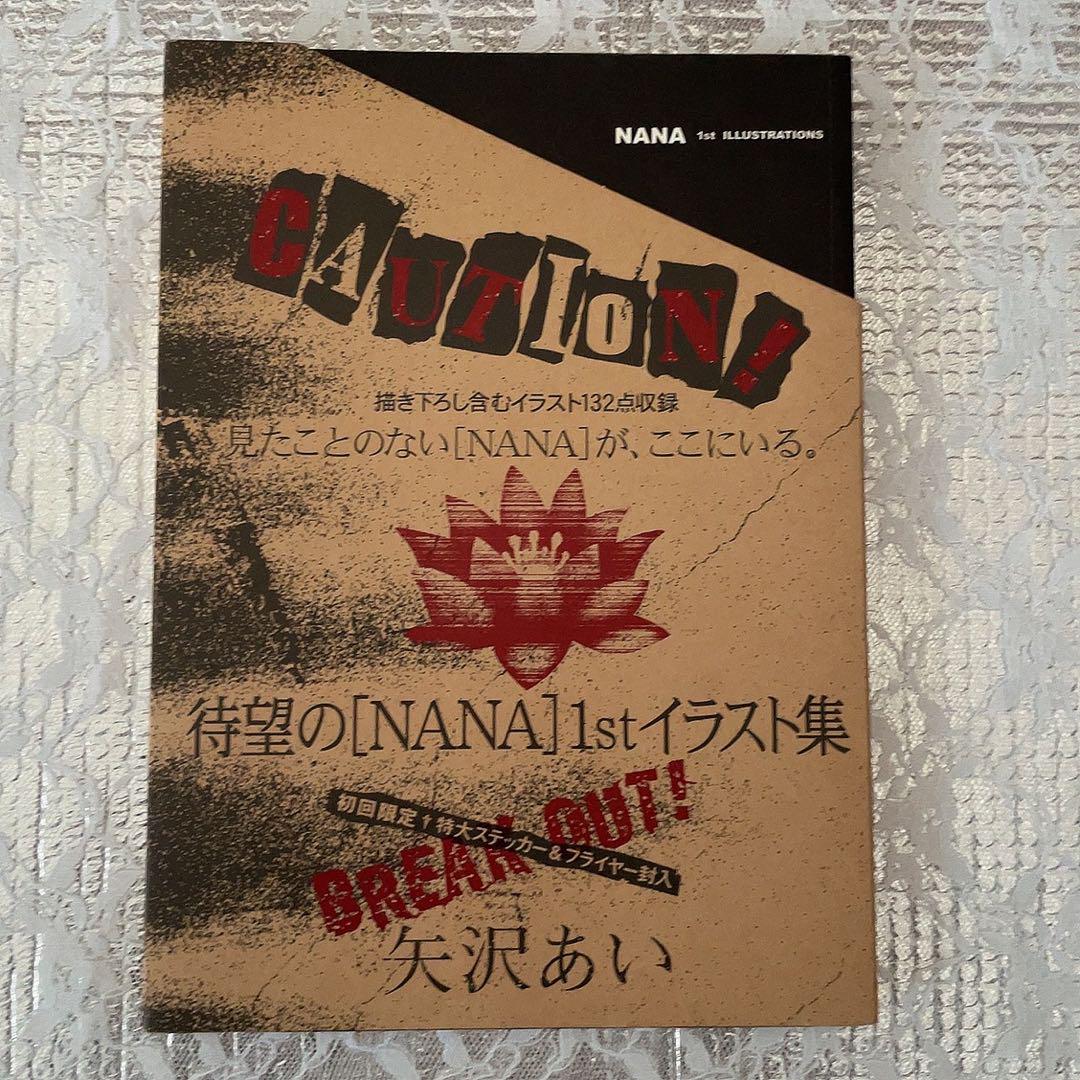 NANA 1st ILLUSTRATIONS
CAUTION!
描き下ろし含むイラスト132点収録
見たことのない[NANA]が、ここにいる。
待望の[NANA]1stイラスト集
BREAK OUT!
初回限定!特大ステッカー&フライヤー封入
矢沢あい